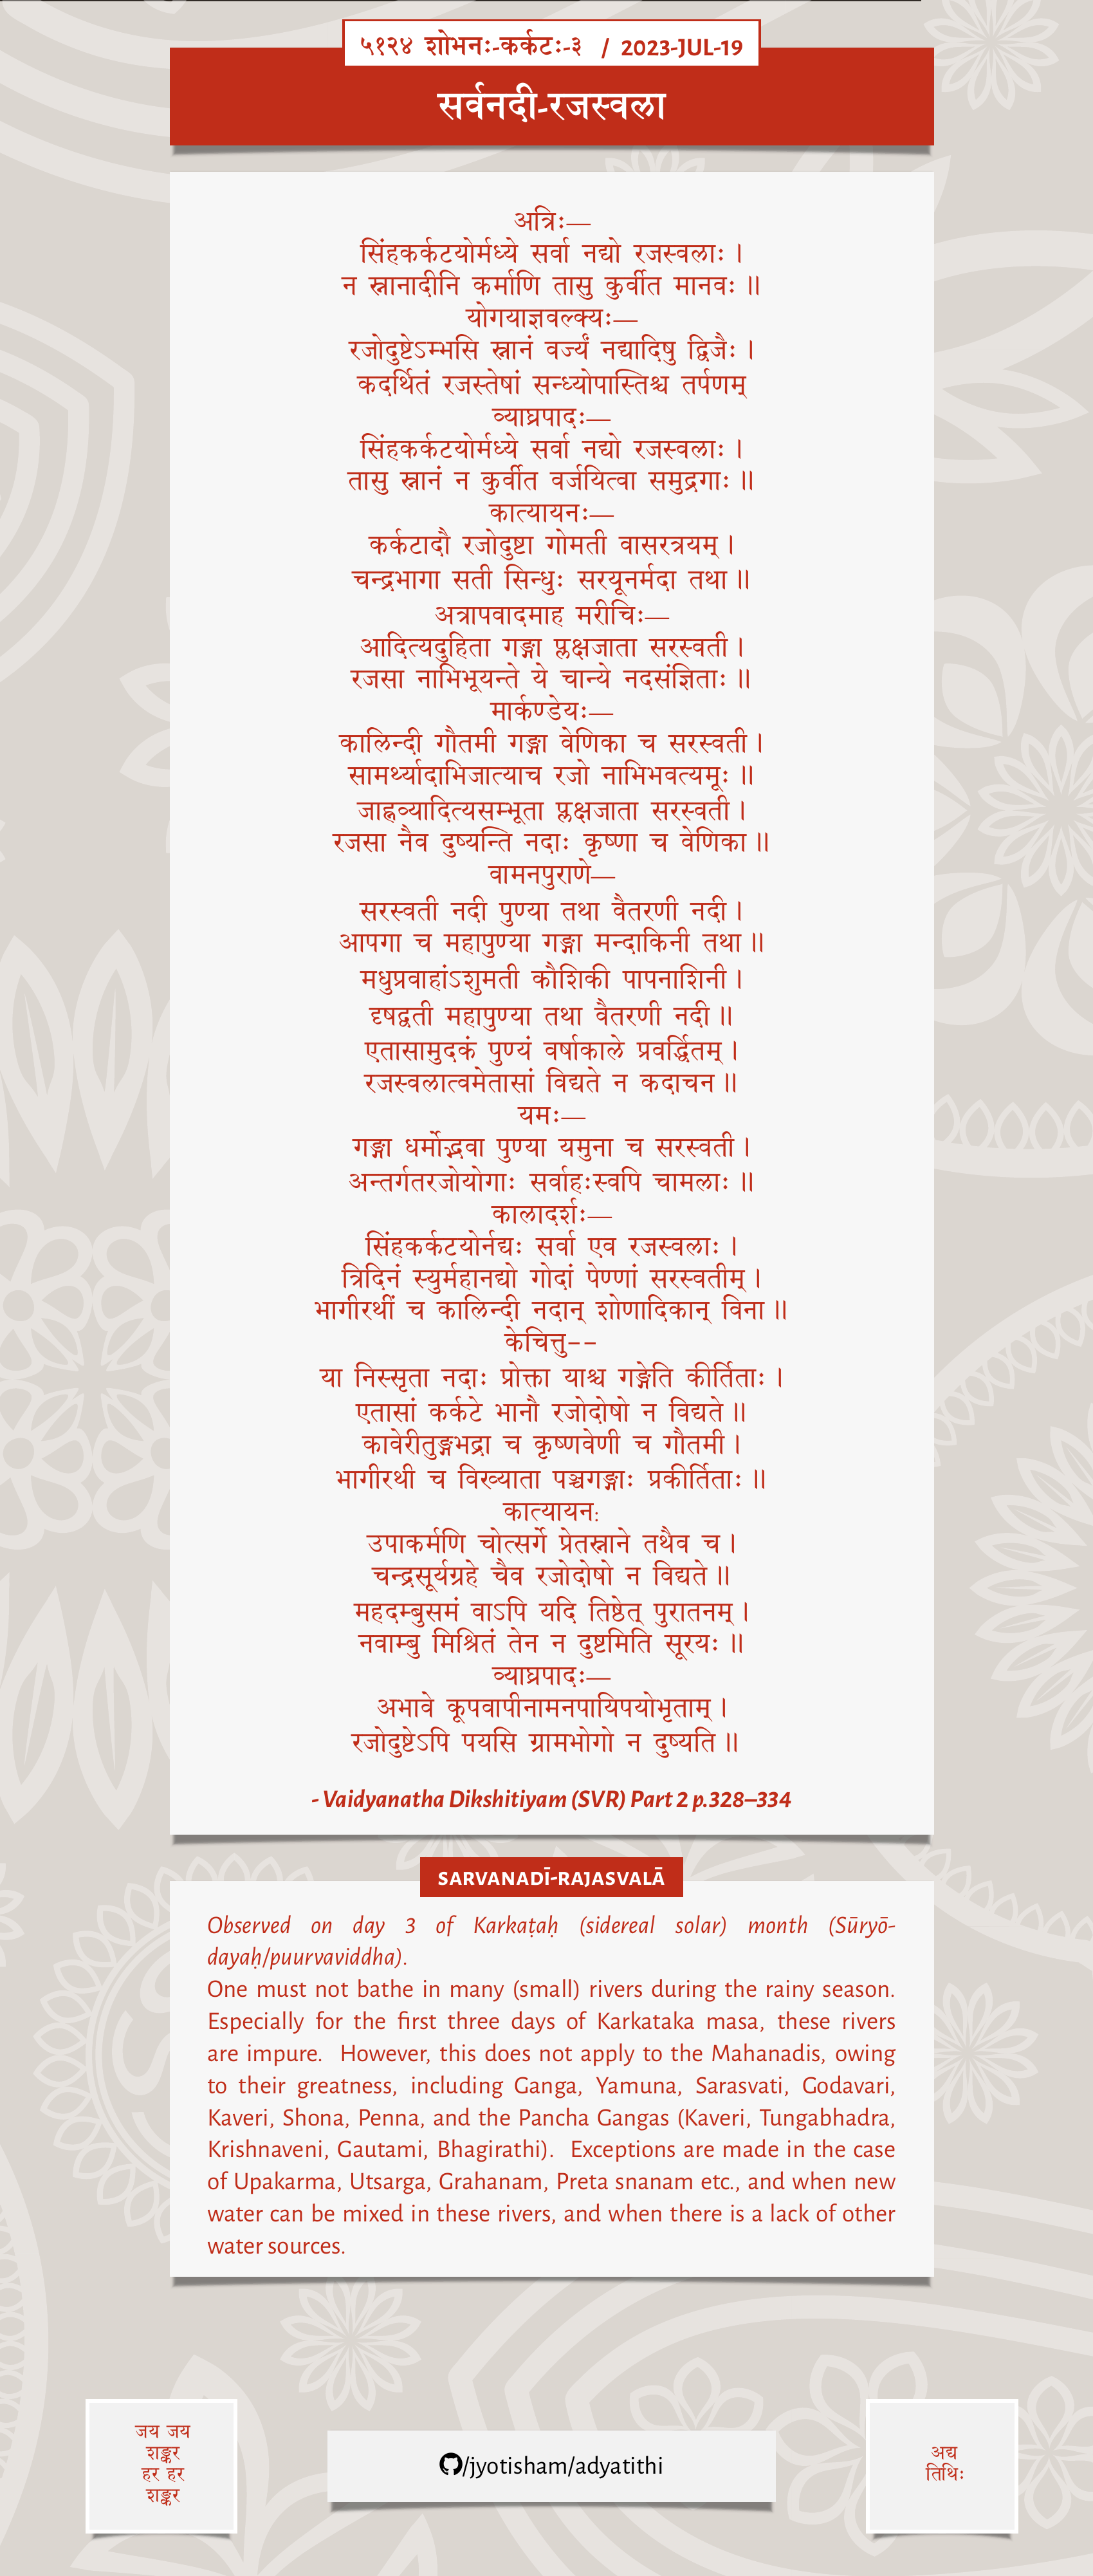 ५१२४ शोभनः-कर्कटः-३ / 2023-JUL-19
सर्वनदी-रजस्वला
अत्रिः—
सिंहकर्कटयोर्मध्ये सर्वा नद्यो रजस्वलाः ।
न स्नानादीनि कर्माणि तासु कुर्वीत मानवः ॥
योगयाज्ञवल्क्यः—
रजोदुष्टेऽम्भसि स्नानं वर्ज्यं नद्यादिषु द्विजैः ।
कदर्थितं रजस्तेषां सन्ध्योपास्तिश्च तर्पणम्
व्याघ्रपादः—
सिंहकर्कटयोर्मध्ये सर्वा नद्यो रजस्वलाः ।
तासु स्नानं न कुर्वीत वर्जयित्वा समुद्रगाः ॥
कात्यायनः—
कर्कटादौ रजोदुष्टा गोमती वासरत्रयम् ।
चन्द्रभागा सती सिन्धुः सरयूनर्मदा तथा ॥
अत्रापवादमाह मरीचिः—
आदित्यदुहिता गङ्गा प्लक्षजाता सरस्वती ।
रजसा नाभिभूयन्ते ये चान्ये नदसंज्ञिताः ॥
मार्कण्डेयः—
कालिन्दी गौतमी गङ्गा वेणिका च सरस्वती ।
सामर्थ्यादाभिजात्याच रजो नाभिभवत्यमूः ॥
जाह्नव्यादित्यसम्भूता प्लक्षजाता सरस्वती ।
रजसा नैव दुष्यन्ति नदाः कृष्णा च वेणिका ॥
वामनपुराणे—
सरस्वती नदी पुण्या तथा वैतरणी नदी ।
आपगा च महापुण्या गङ्गा मन्दाकिनी तथा ॥
मधुप्रवाहांऽशुमती कौशिकी पापनाशिनी ।
दृषद्वती महापुण्या तथा वैतरणी नदी ॥
एतासामुदकं पुण्यं वर्षाकाले प्रवर्द्धितम् ।
रजस्वलात्वमेतासां विद्यते न कदाचन ॥
यमः—
गङ्गा धर्मोद्भवा पुण्या यमुना च सरस्वती ।
अन्तर्गतरजोयोगाः सर्वाहःस्वपि चामलाः ॥
कालादर्शः—
सिंहकर्कटयोर्नद्यः सर्वा एव रजस्वलाः ।
त्रिदिनं स्युर्महानद्यो गोदां पेण्णां सरस्वतीम् ।
भागीरथीं च कालिन्दी नदान् शोणादिकान् विना ॥
केचित्तु--
या निस्सृता नदाः प्रोक्ता याश्च गङ्गेति कीर्तिताः ।
एतासां कर्कटे भानौ रजोदोषो न विद्यते ॥
कावेरीतुङ्गभद्रा च कृष्णवेणी च गौतमी ।
भागीरथी च विख्याता पञ्चगङ्गाः प्रकीर्तिताः ॥
कात्यायन:
उपाकर्मणि चोत्सर्गे प्रेतस्नाने तथैव च ।
चन्द्रसूर्यग्रहे चैव रजोदोषो न विद्यते ॥
महदम्बुसमं वाऽपि यदि तिष्ठेत् पुरातनम् ।
नवाम्बु मिश्रितं तेन न दुष्टमिति सूरयः ॥
व्याघ्रपादः—
अभावे कूपवापीनामनपायिपयोभृताम् ।
रजोदुष्टेऽपि पयसि ग्रामभोगो न दुष्यति ॥
- Vaidyanatha Dikshitiyam (SVR) Part 2 p.328–334
SARVANADĪ-RAJASVALĀ
Observed on day 3 of Karkaṭaḥ (sidereal solar) month (Sūryō-
dayaḥ/puurvaviddha).
One must not bathe in many (small) rivers during the rainy season.
Especially for the first three days of Karkataka masa, these rivers
are impure. However, this does not apply to the Mahanadis, owing
to their greatness, including Ganga, Yamuna, Sarasvati, Godavari,
Kaveri, Shona, Penna, and the Pancha Gangas (Kaveri, Tungabhadra,
Krishnaveni, Gautami, Bhagirathi). Exceptions are made in the case
of Upakarma, Utsarga, Grahanam, Preta snanam etc., and when new
water can be mixed in these rivers, and when there is a lack of other
water sources.
जय जय
शङ्कर
हर हर
शङ्कर
/jyotisham/adyatithi
अद्य
तिथिः